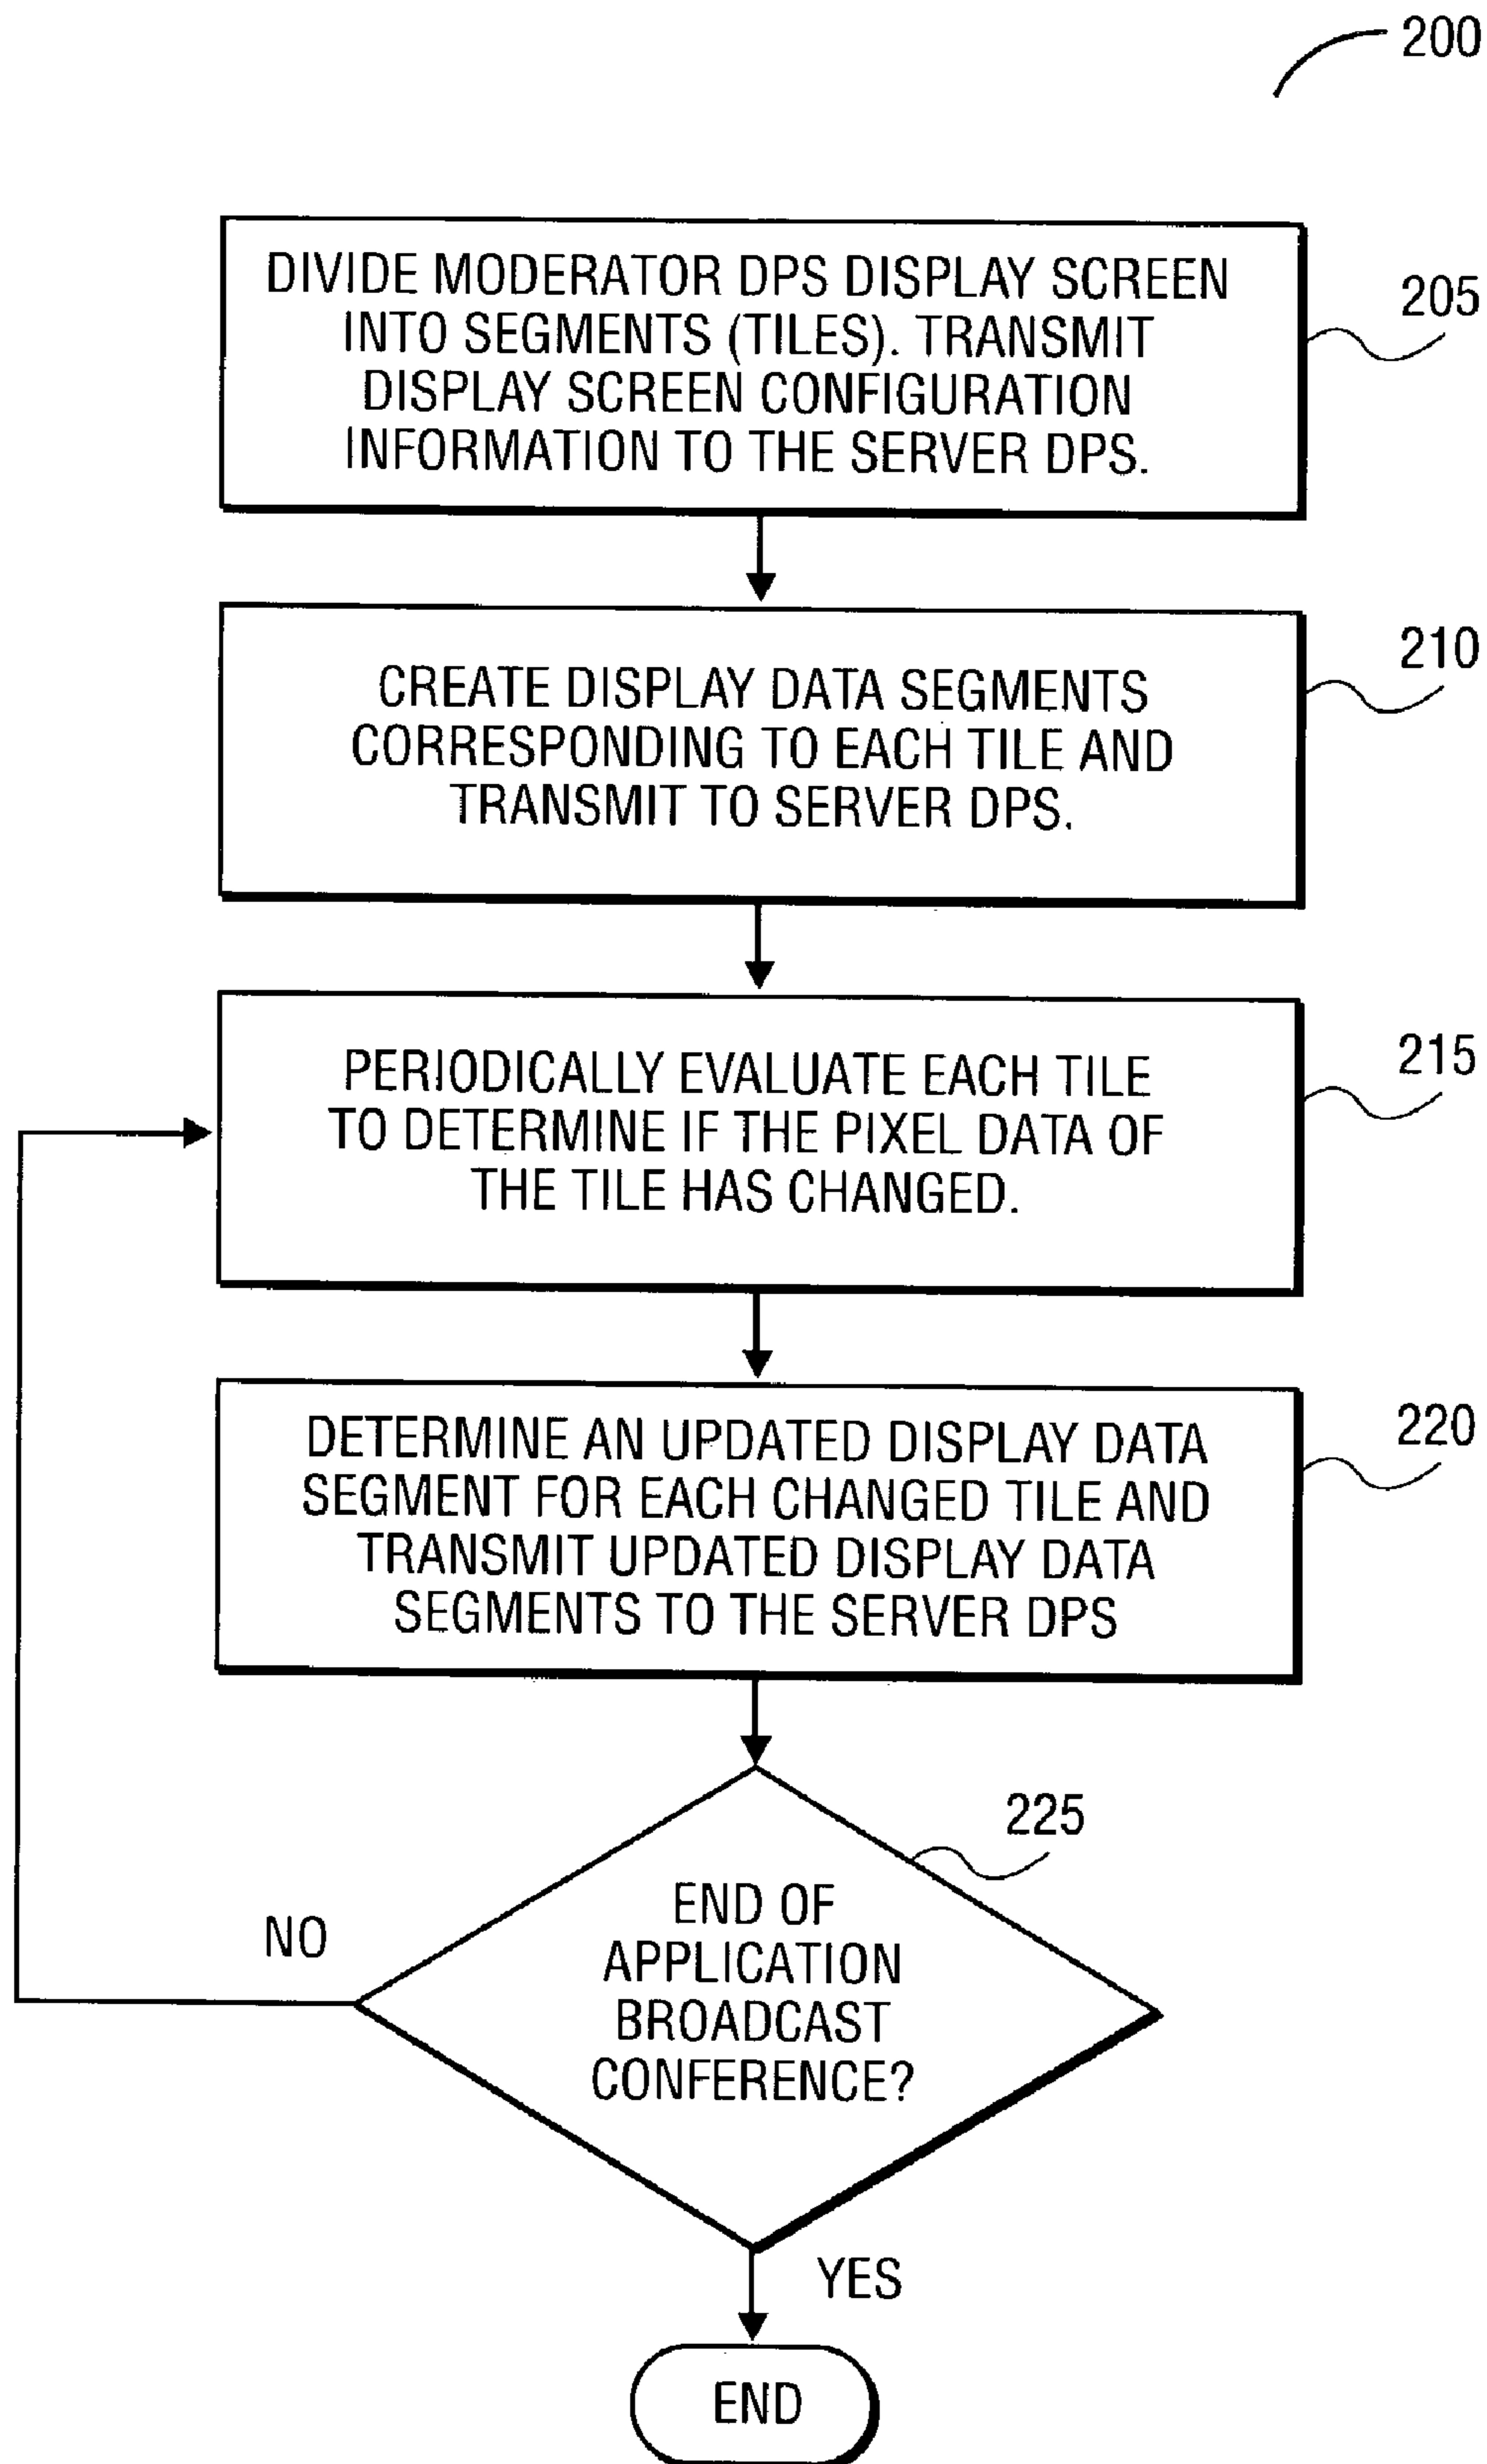 200
DIVIDE MODERATOR DPS DISPLAY SCREEN
INTO SEGMENTS (TILES). TRANSMIT
DISPLAY SCREEN CONFIGURATION
INFORMATION TO THE SERVER DPS.
205
CREATE DISPLAY DATA SEGMENTS
CORRESPONDING TO EACH TILE AND
TRANSMIT TO SERVER DPS.
210
PERIODICALLY EVALUATE EACH TILE
TO DETERMINE IF THE PIXEL DATA OF
THE TILE HAS CHANGED.
215
DETERMINE AN UPDATED DISPLAY DATA
SEGMENT FOR EACH CHANGED TILE AND
TRANSMIT UPDATED DISPLAY DATA
SEGMENTS TO THE SERVER DPS
220
225
END OF
APPLICATION
BROADCAST
CONFERENCE?
NO
YES
END